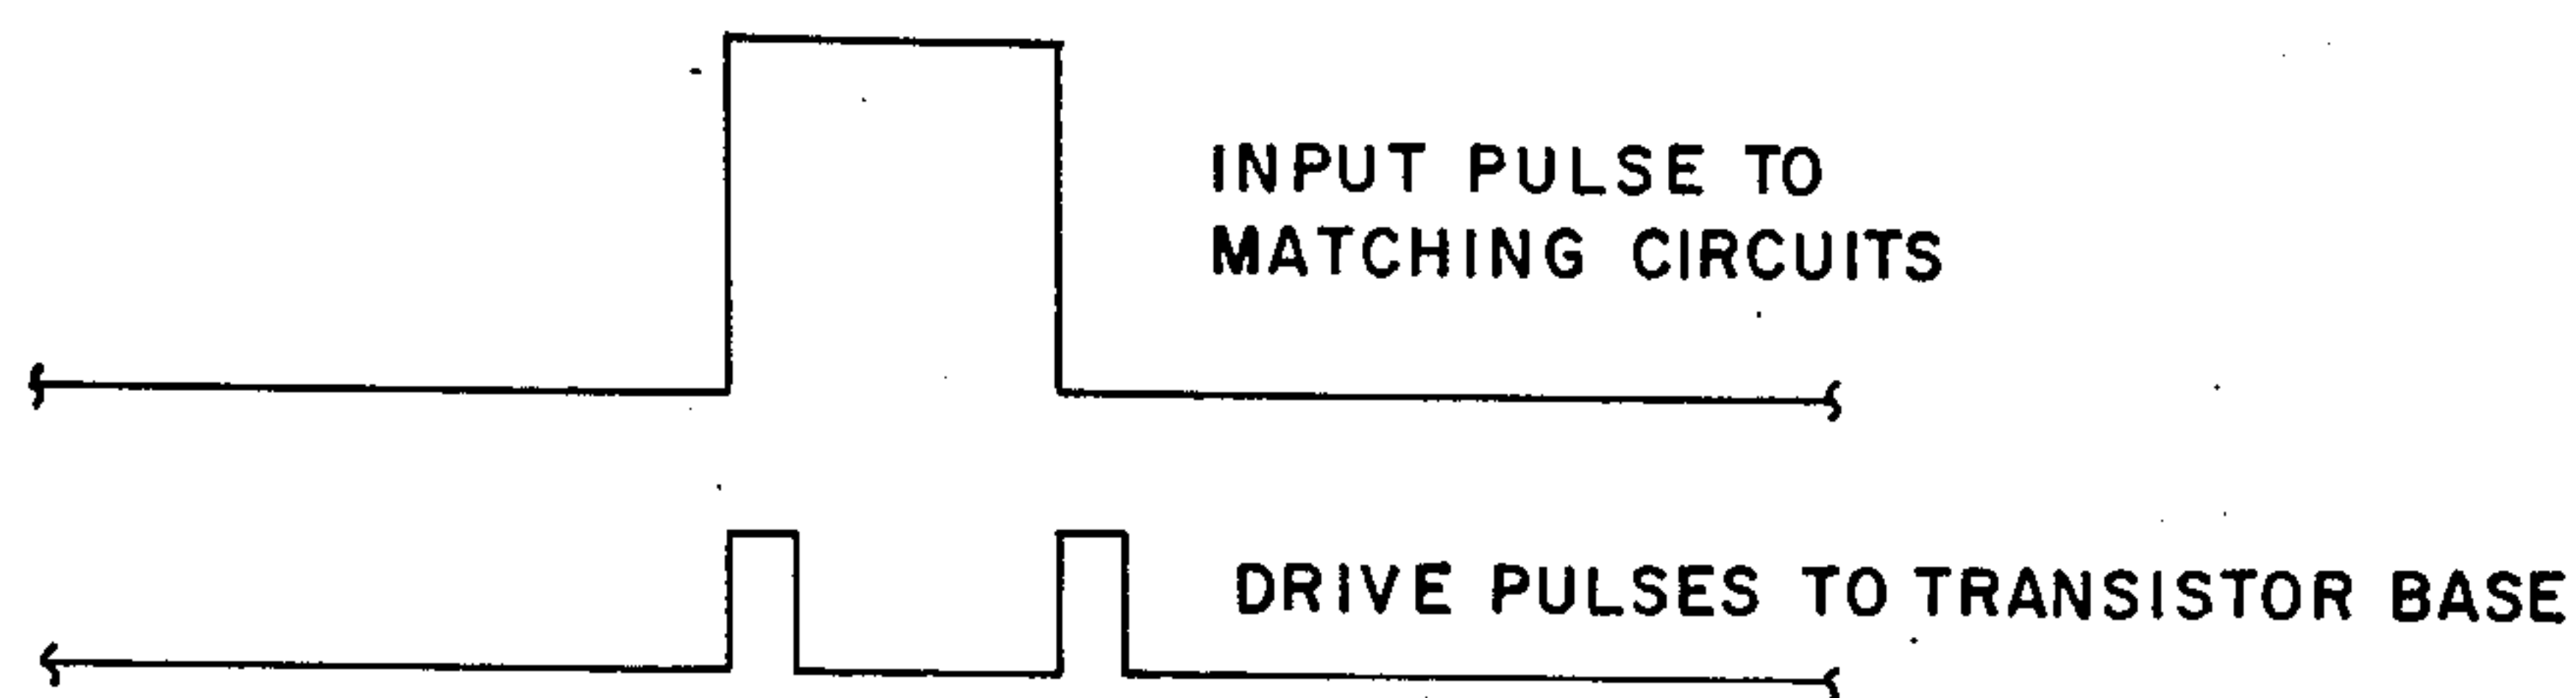 INPUT PULSE TO
MATCHING CIRCUITS
DRIVE PULSES TO TRANSISTOR BASE